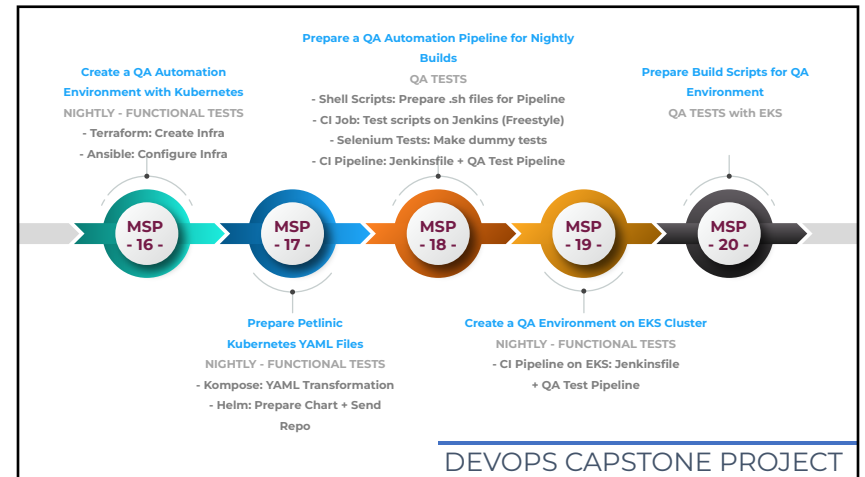 Create a QA Automation
Environment with Kubernetes
NIGHTLY - FUNCTIONAL TESTS
- Terraform: Create Infra
- Ansible: Configure Infra
Prepare a QA Automation Pipeline for Nightly
Builds
QA TESTS
- Shell Scripts: Prepare .sh files for Pipeline
- CI Job: Test scripts on Jenkins (Freestyle)
- Selenium Tests: Make dummy tests
- CI Pipeline: Jenkinsfile + QA Test Pipeline
Prepare Build Scripts for QA
Environment
QA TESTS with EKS
MSP
- 16 -
MSP
- 17 -
MSP
- 18 -
MSP
- 19 -
MSP
- 20 -
Prepare Petlinic
Kubernetes YAML Files
NIGHTLY - FUNCTIONAL TESTS
- Kompose: YAML Transformation
- Helm: Prepare Chart + Send
Repo
Create a QA Environment on EKS Cluster
NIGHTLY - FUNCTIONAL TESTS
- CI Pipeline on EKS: Jenkinsfile
+ QA Test Pipeline
DEVOPS CAPSTONE PROJECT